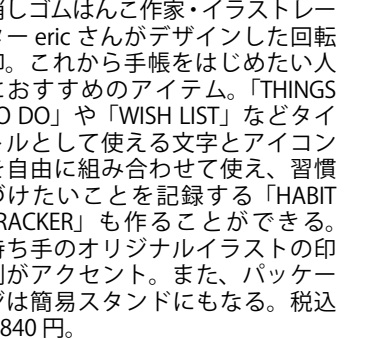 消しゴムはんこ作家・イラストレー
ター eric さんがデザインした回転
印。これから手帳をはじめたい人
におすすめのアイテム。「THINGS
TO DO」や「WISH LIST」などタイ
トルとして使える文字とアイコン
を自由に組み合わせて使え、習慣
づけたいことを記録する「HABIT
TRACKER」も作ることができる。
持ち手のオリジナルイラストの印
刷がアクセント。また、パッケー
ジは簡易スタンドにもなる。税込
840 円。